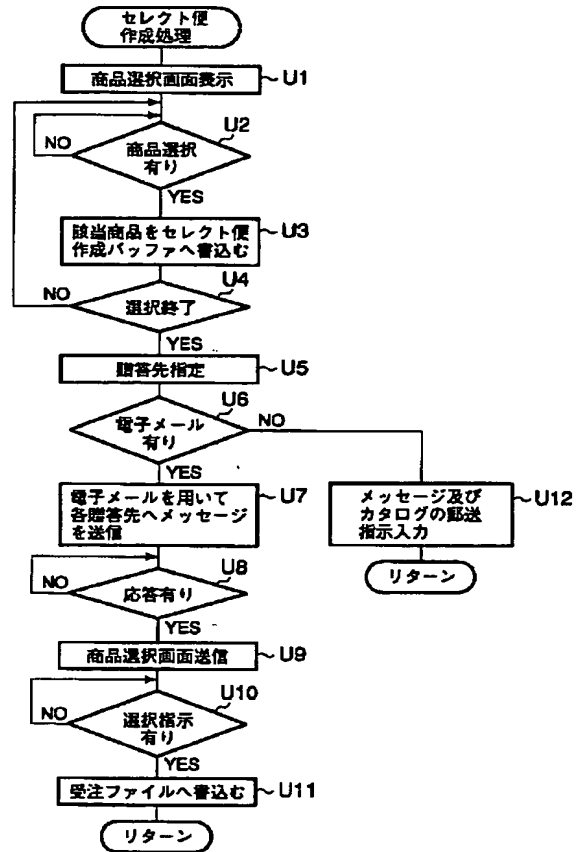 セレクト便
作成処理
商品選択画面表示
U1
U2
NO
商品選択
有り
YES
該当商品をセレクト便
作成バッファへ書込む
U3
U4
NO
選択終了
YES
贈答先指定
U5
U6
電子メール
有り
NO
YES
電子メールを用いて
各贈答先へメッセージ
を送信
U7
メッセージ及び
カタログの郵送
指示入力
U12
リターン
U8
NO
応答有り
YES
商品選択画面送信
U9
U10
NO
選択指示
有り
YES
受注ファイルへ書込む
U11
リターン